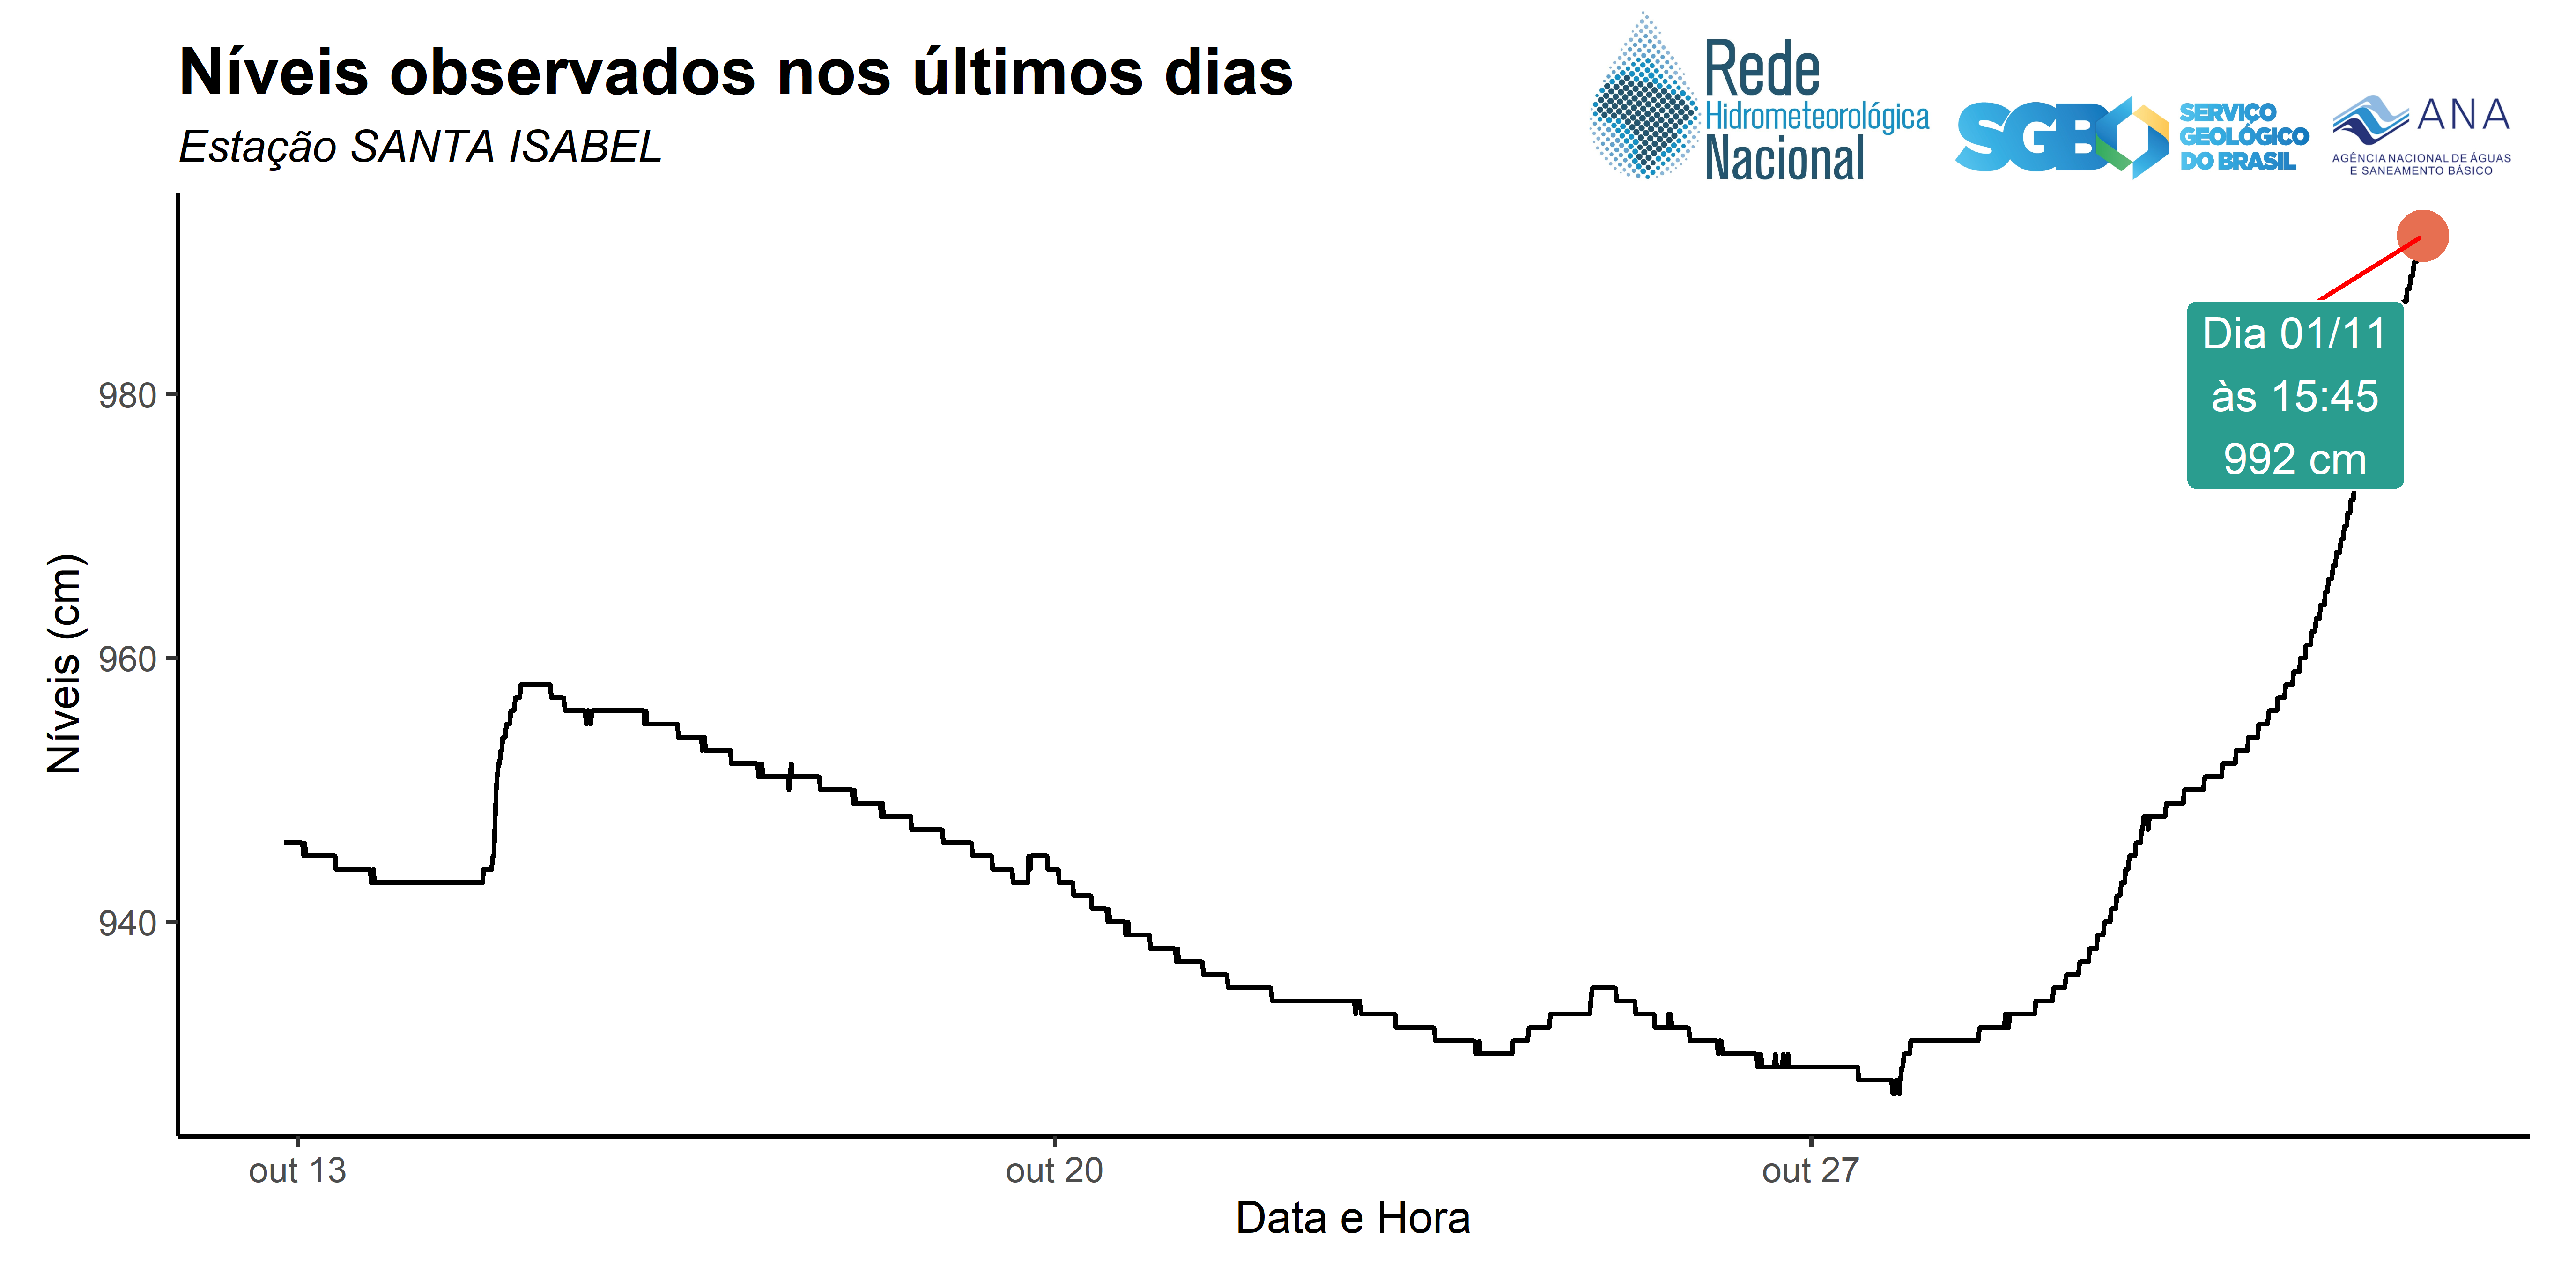 Níveis observados nos últimos dias
Estação SANTA ISABEL
Rede
Hidrometeorológica
Nacional
SGB
SERVIÇO
GEOLÓGICO
DO BRASIL
ANA
AGÊNCIA NACIONAL DE ÁGUAS
E SANEAMENTO BÁSICO
Dia 01/11
às 15:45
992 cm
Níveis (cm)
980
960
940
out 13
out 20
out 27
Data e Hora